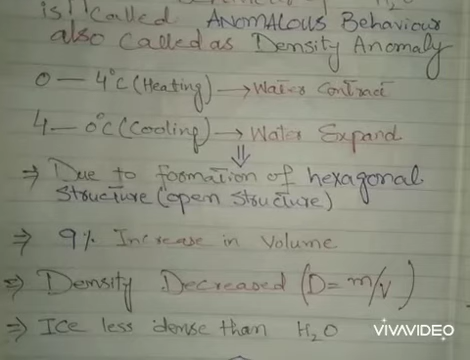 is called ANOMALOUS Behaviour
also called as Density Anomaly
0 — 4°C (Heating) → Water Contract
4 — 0°C (Cooling) → Water Expand
⇓
⇒ Due to formation of hexagonal
structure (open structure)
⇒ 9% Increase in Volume
⇒ Density Decreased (D = m/v)
⇒ Ice less dense than H2O
VIVAVIDEO